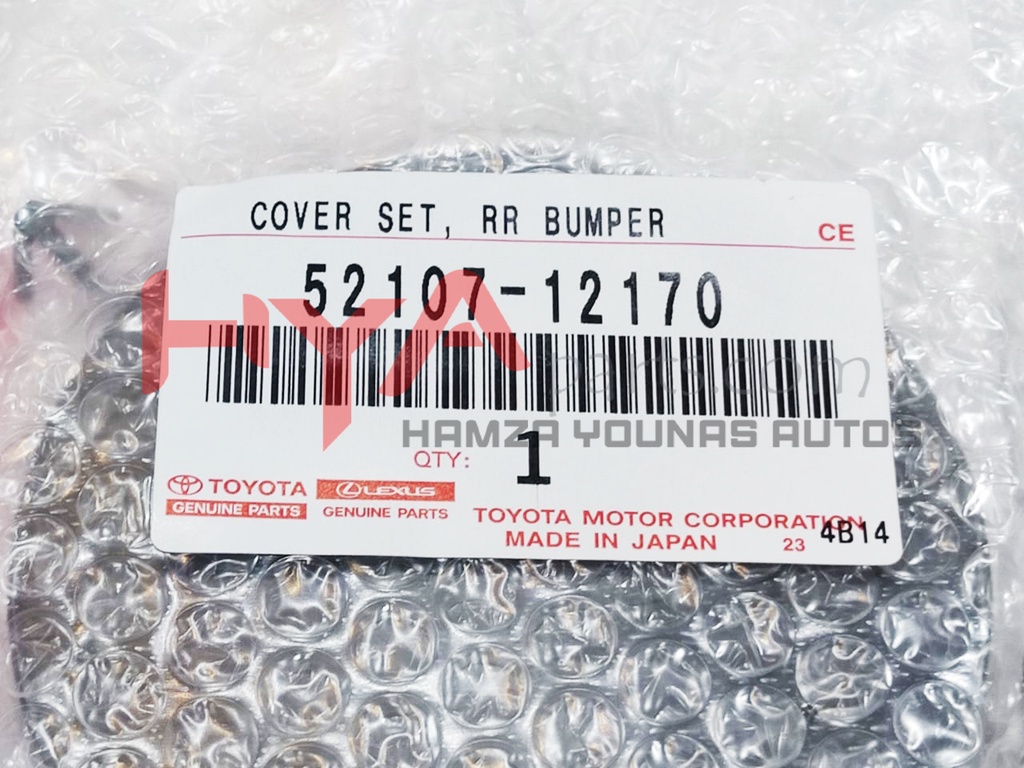 COVER SET, RR BUMPER
CE
52107-12170
HYA
parts.com
HAMZA YOUNAS AUTOS
QTY: 1
TOYOTA LEXUS
GENUINE PARTS GENUINE PARTS
TOYOTA MOTOR CORPORATION
MADE IN JAPAN 23 4B14